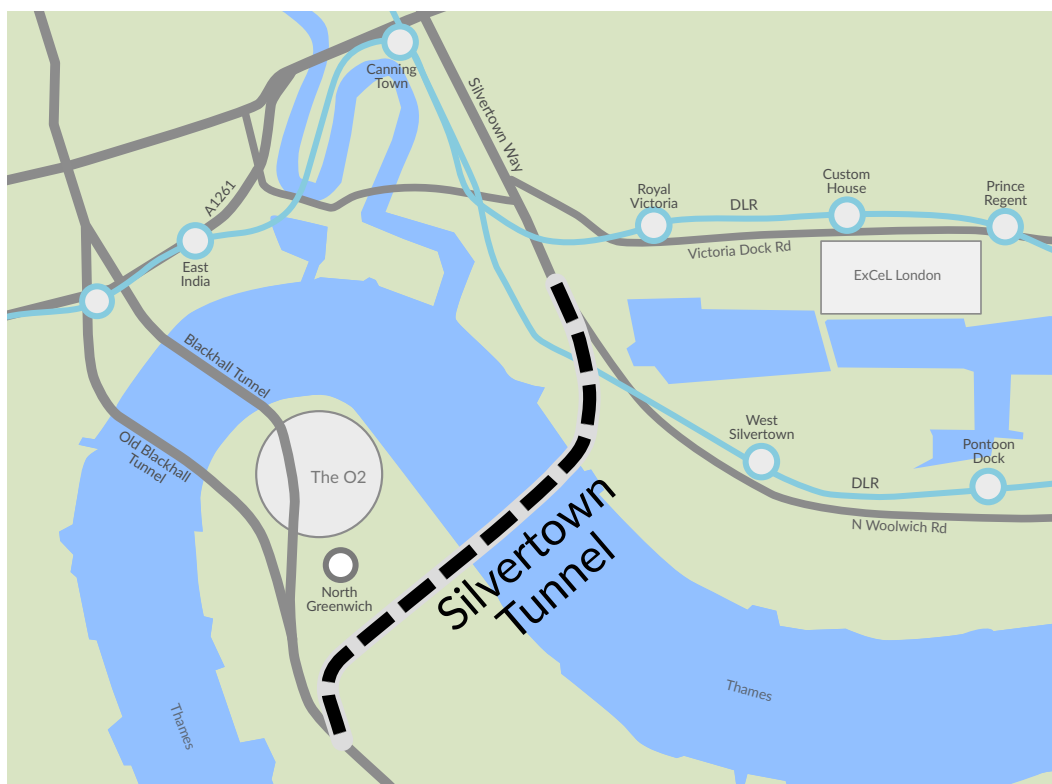 Canning
Town
Silvertown Way
A1261
Royal
Victoria
DLR
Custom
House
Prince
Regent
East
India
Victoria Dock Rd
ExCeL London
Blackhall Tunnel
Old Blackhall
Tunnel
The O2
West
Silvertown
Pontoon
Dock
DLR
N Woolwich Rd
North
Greenwich
Silvertown
Tunnel
Thames
Thames